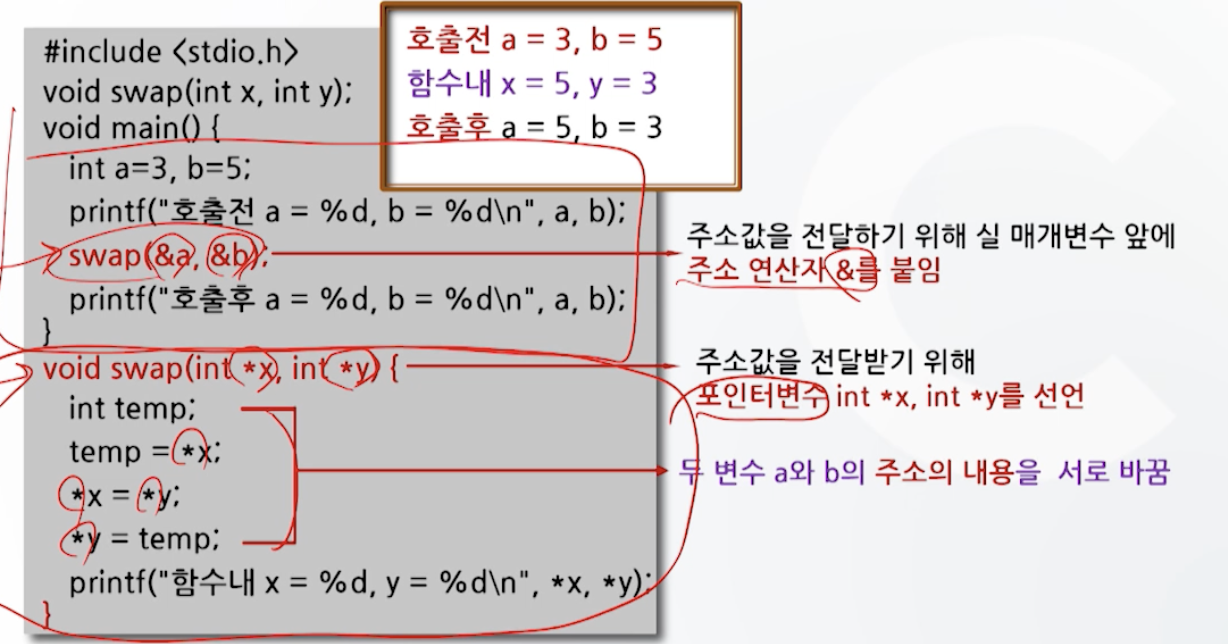 #include <stdio.h>
void swap(int x, int y);
void main() {
int a=3, b=5;
printf("호출전 a = %d, b = %d\n", a, b);
swap(&a, &b);
printf("호출후 a = %d, b = %d\n", a, b);
}
void swap(int *x, int *y) {
int temp;
temp = *x;
*x = *y;
*y = temp;
printf("함수내 x = %d, y = %d\n", *x, *y);
}
호출전 a = 3, b = 5
함수내 x = 5, y = 3
호출후 a = 5, b = 3
주소값을 전달하기 위해 실 매개변수 앞에
주소 연산자 &를 붙임
주소값을 전달받기 위해
포인터변수 int *x, int *y를 선언
두 변수 a와 b의 주소의 내용을 서로 바꿈